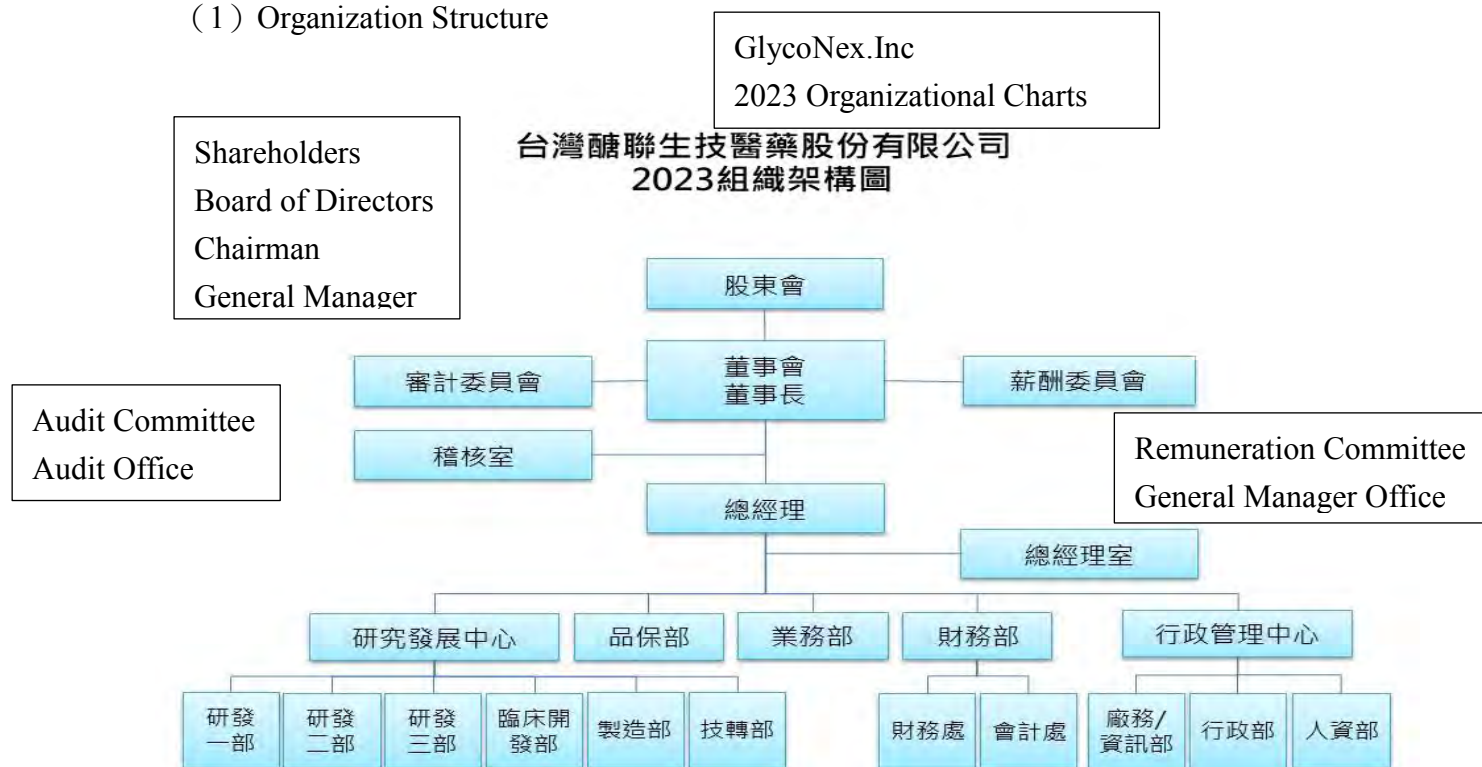 （1）Organization Structure
GlycoNex.Inc
2023 Organizational Charts
台灣醣聯生技醫藥股份有限公司
2023組織架構圖
Shareholders
Board of Directors
Chairman
General Manager
股東會
審計委員會
董事會
董事長
薪酬委員會
Audit Committee
Audit Office
稽核室
Remuneration Committee
General Manager Office
總經理
總經理室
研究發展中心
品保部
業務部
財務部
行政管理中心
研發
一部
研發
二部
研發
三部
臨床開
發部
製造部
技轉部
財務處
會計處
廠務/
資訊部
行政部
人資部